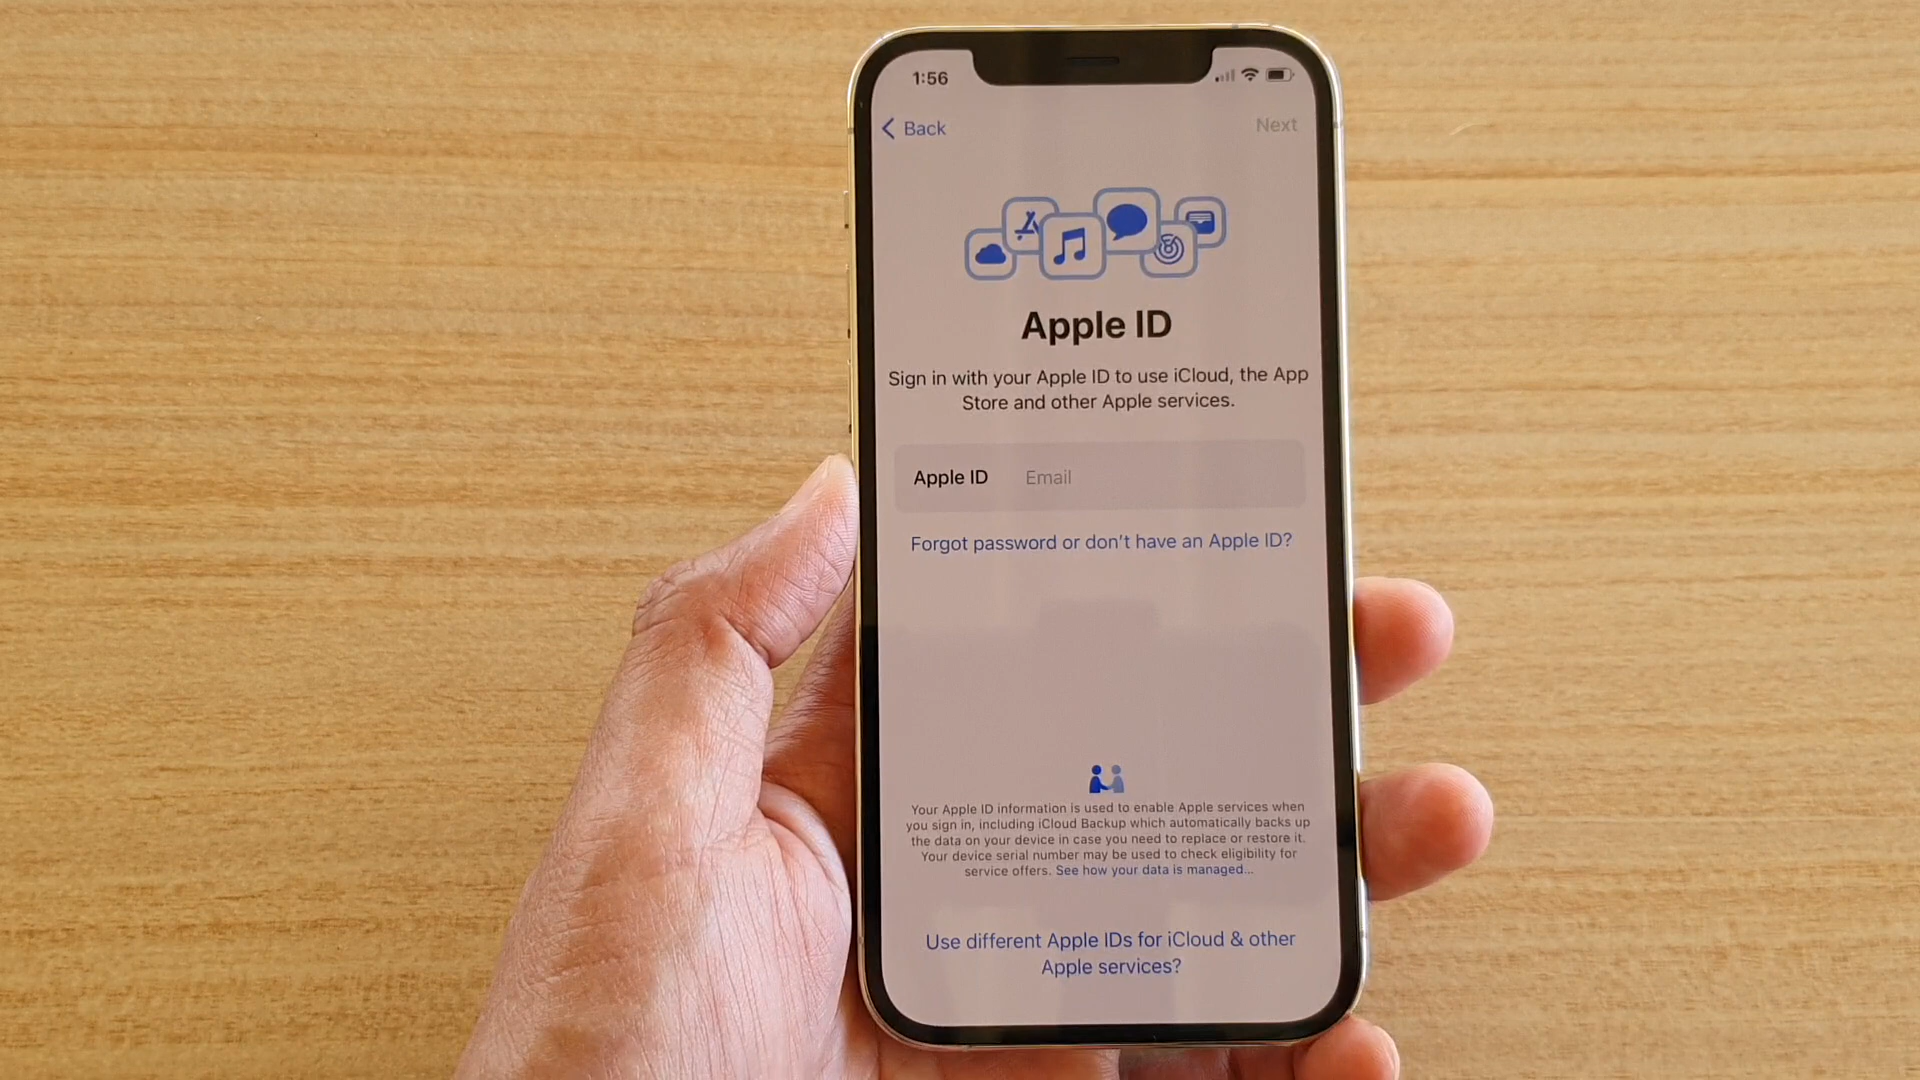 1:56
Back
Next
Apple ID
Sign in with your Apple ID to use iCloud, the App
Store and other Apple services.
Apple ID Email
Forgot password or don't have an Apple ID?
Your Apple ID information is used to enable Apple services when
you sign in, including iCloud Backup which automatically backs up
the data on your device in case you need to replace or restore it.
Your device serial number may be used to check eligibility for
service offers. See how your data is managed...
Use different Apple IDs for iCloud & other
Apple services?